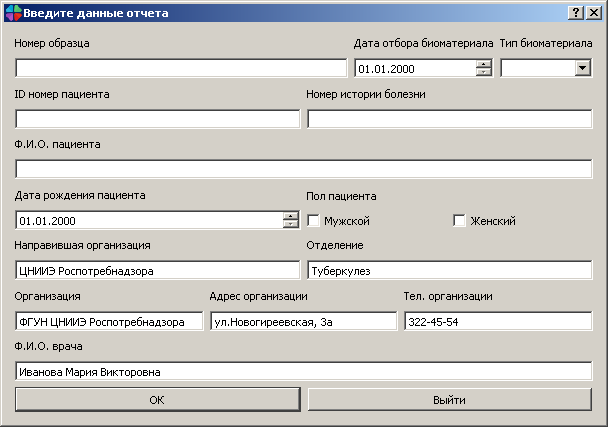 Введите данные отчета
Номер образца Дата отбора биоматериала Тип биоматериала
01.01.2000
ID номер пациента Номер истории болезни
Ф.И.О. пациента
Дата рождения пациента Пол пациента
01.01.2000 Мужской Женский
Направившая организация Отделение
ЦНИИЭ Роспотребнадзора Туберкулез
Организация Адрес организации Тел. организации
ФГУН ЦНИИЭ Роспотребнадзора ул.Новогиреевская, 3а 322-45-54
Ф.И.О. врача
Иванова Мария Викторовна
OK Выйти